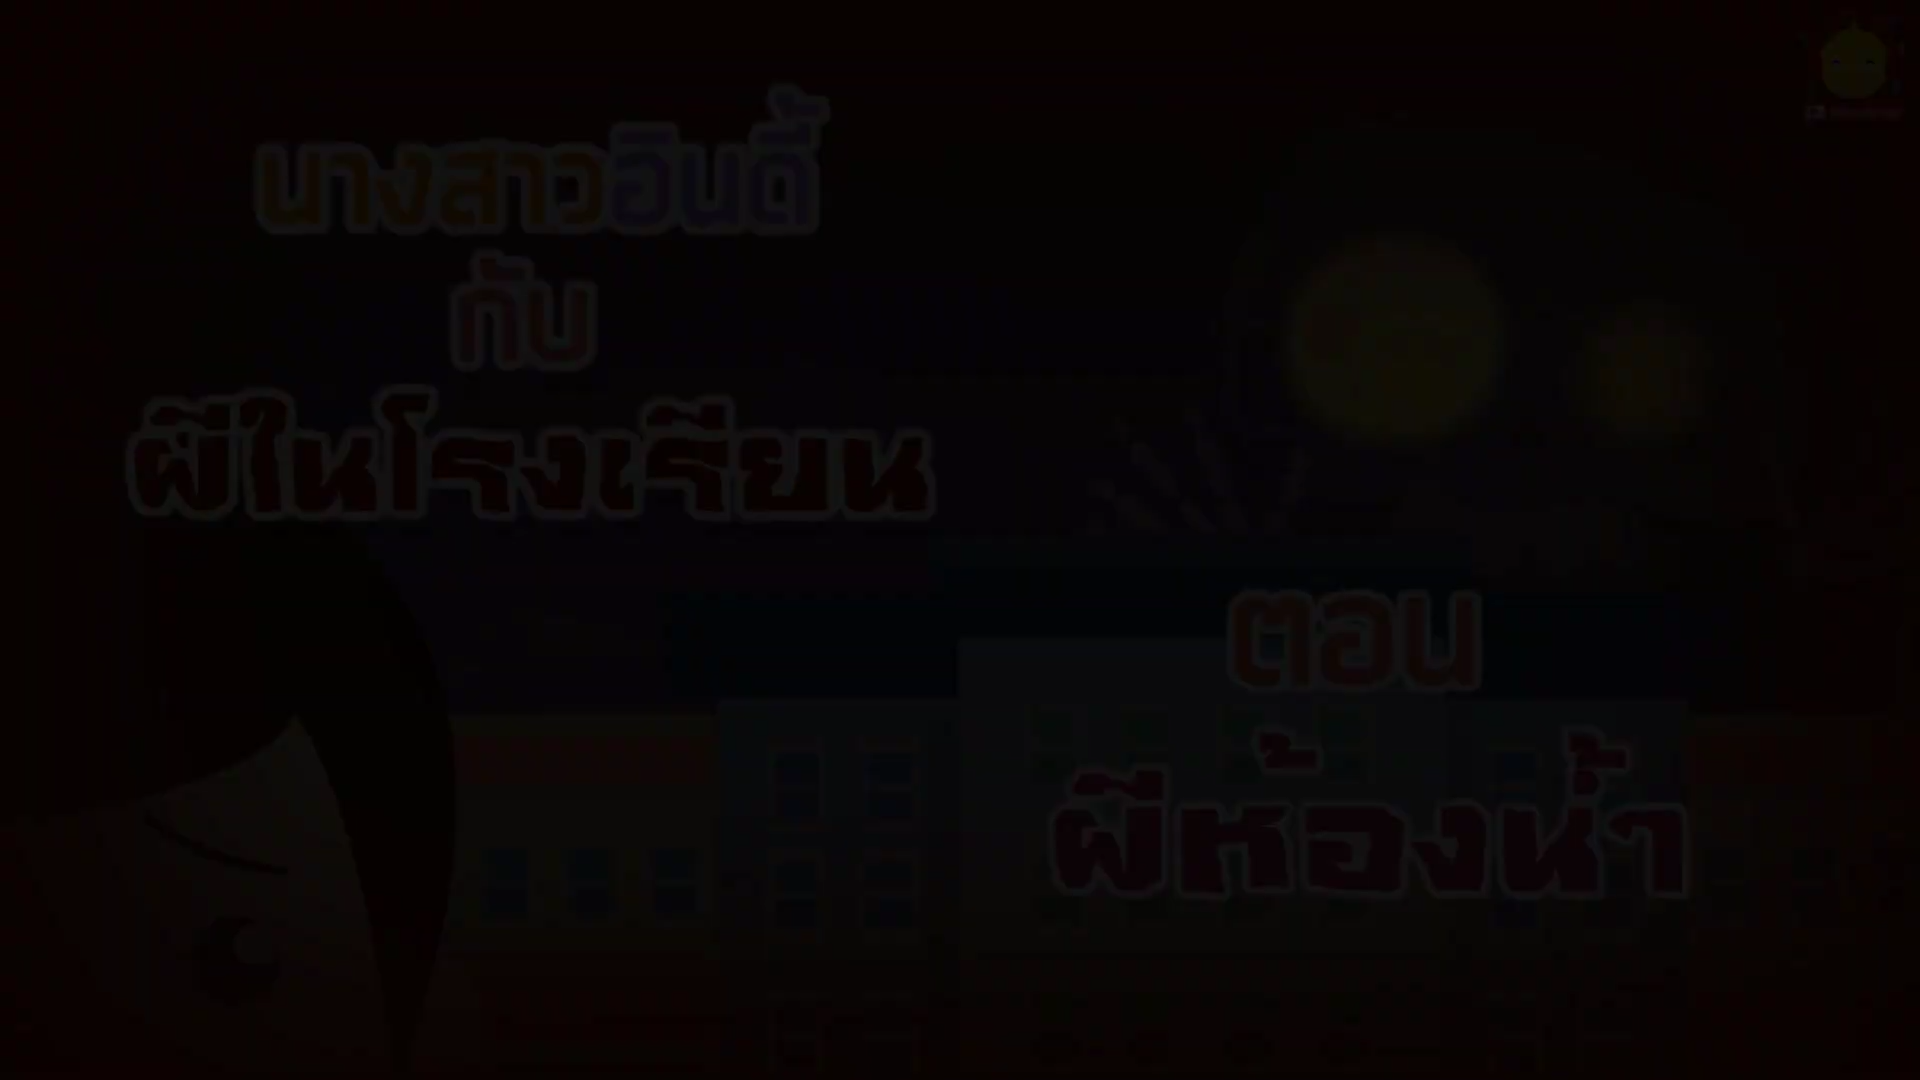 นางสาวอินดี้
กับ
ผีในโรงเรียน
ตอน
ผีห้องน้ำ